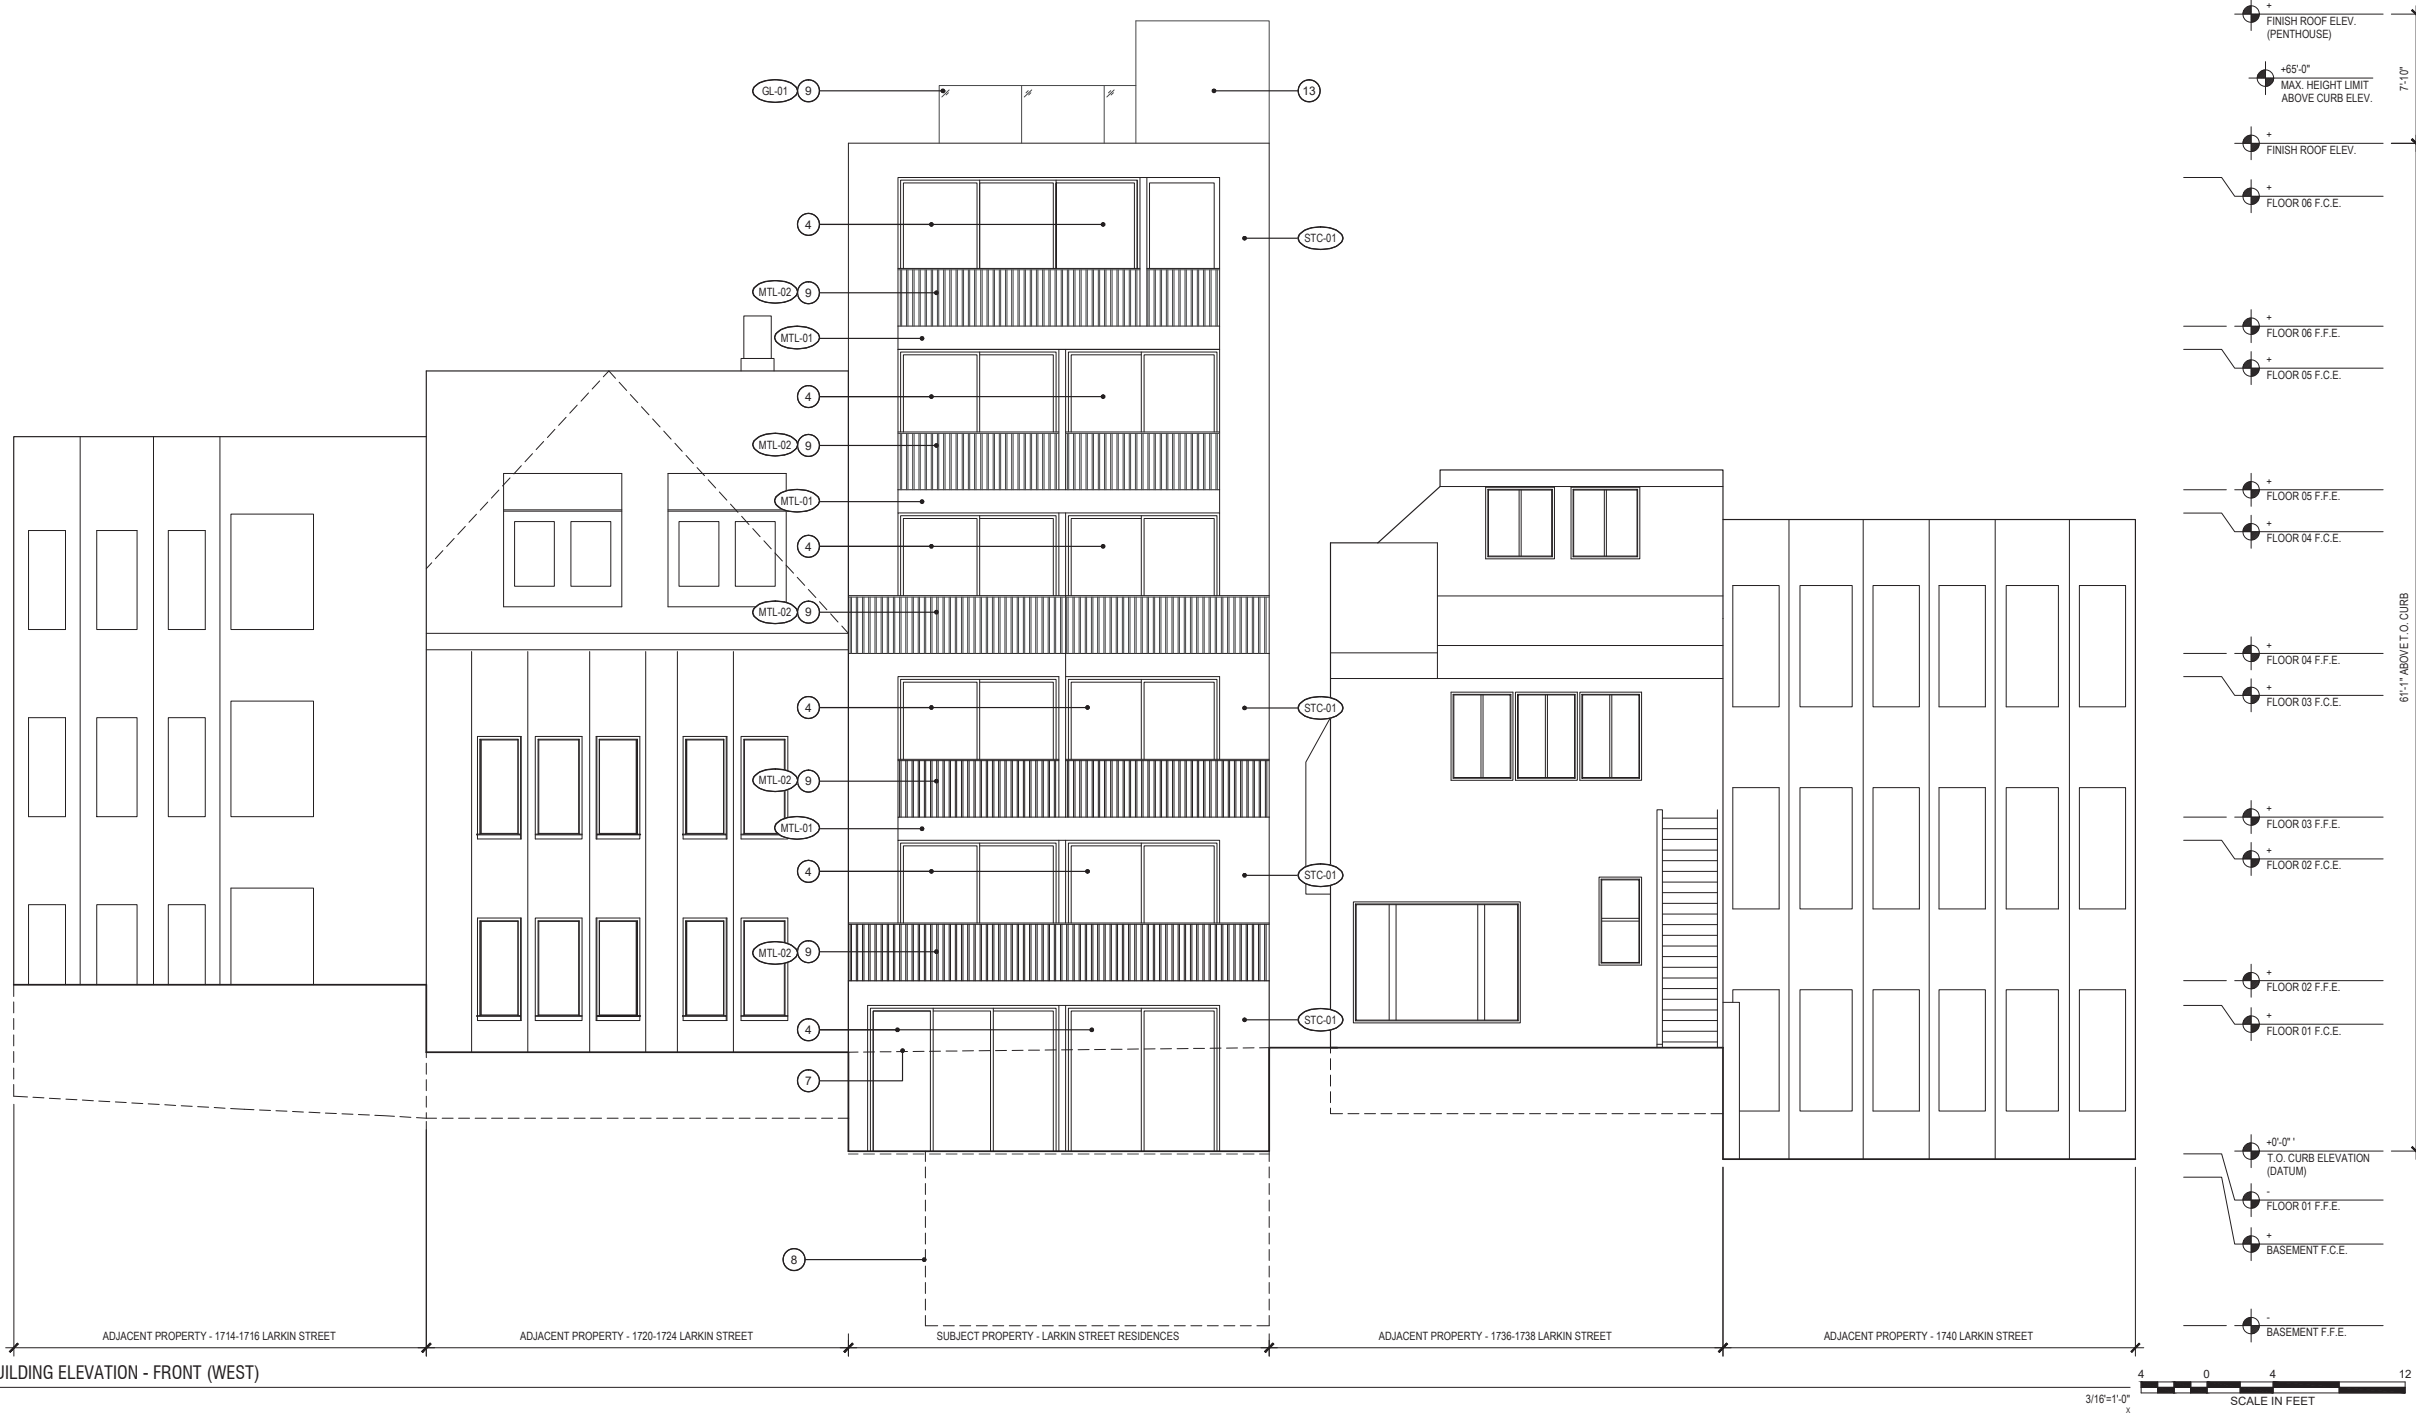 +
FINISH ROOF ELEV.
(PENTHOUSE)
+65'-0"
MAX. HEIGHT LIMIT
ABOVE CURB ELEV.
7'-10"
GL-01 9
13
+
FINISH ROOF ELEV.
+
FLOOR 06 F.C.E.
4
STC-01
MTL-02 9
MTL-01
+
FLOOR 06 F.F.E.
+
FLOOR 05 F.C.E.
4
MTL-02 9
MTL-01
+
FLOOR 05 F.F.E.
+
FLOOR 04 F.C.E.
4
MTL-02 9
61'-1" ABOVE T.O. CURB
+
FLOOR 04 F.F.E.
+
FLOOR 03 F.C.E.
4
STC-01
MTL-02 9
MTL-01
+
FLOOR 03 F.F.E.
+
FLOOR 02 F.C.E.
4
STC-01
MTL-02 9
+
FLOOR 02 F.F.E.
+
FLOOR 01 F.C.E.
4
STC-01
7
+0'-0" '
T.O. CURB ELEVATION
(DATUM)
-
FLOOR 01 F.F.E.
+
BASEMENT F.C.E.
8
-
BASEMENT F.F.E.
ADJACENT PROPERTY - 1714-1716 LARKIN STREET
ADJACENT PROPERTY - 1720-1724 LARKIN STREET
SUBJECT PROPERTY - LARKIN STREET RESIDENCES
ADJACENT PROPERTY - 1736-1738 LARKIN STREET
ADJACENT PROPERTY - 1740 LARKIN STREET
UILDING ELEVATION - FRONT (WEST)
4 0 4 12
SCALE IN FEET
3/16"=1'-0"
x